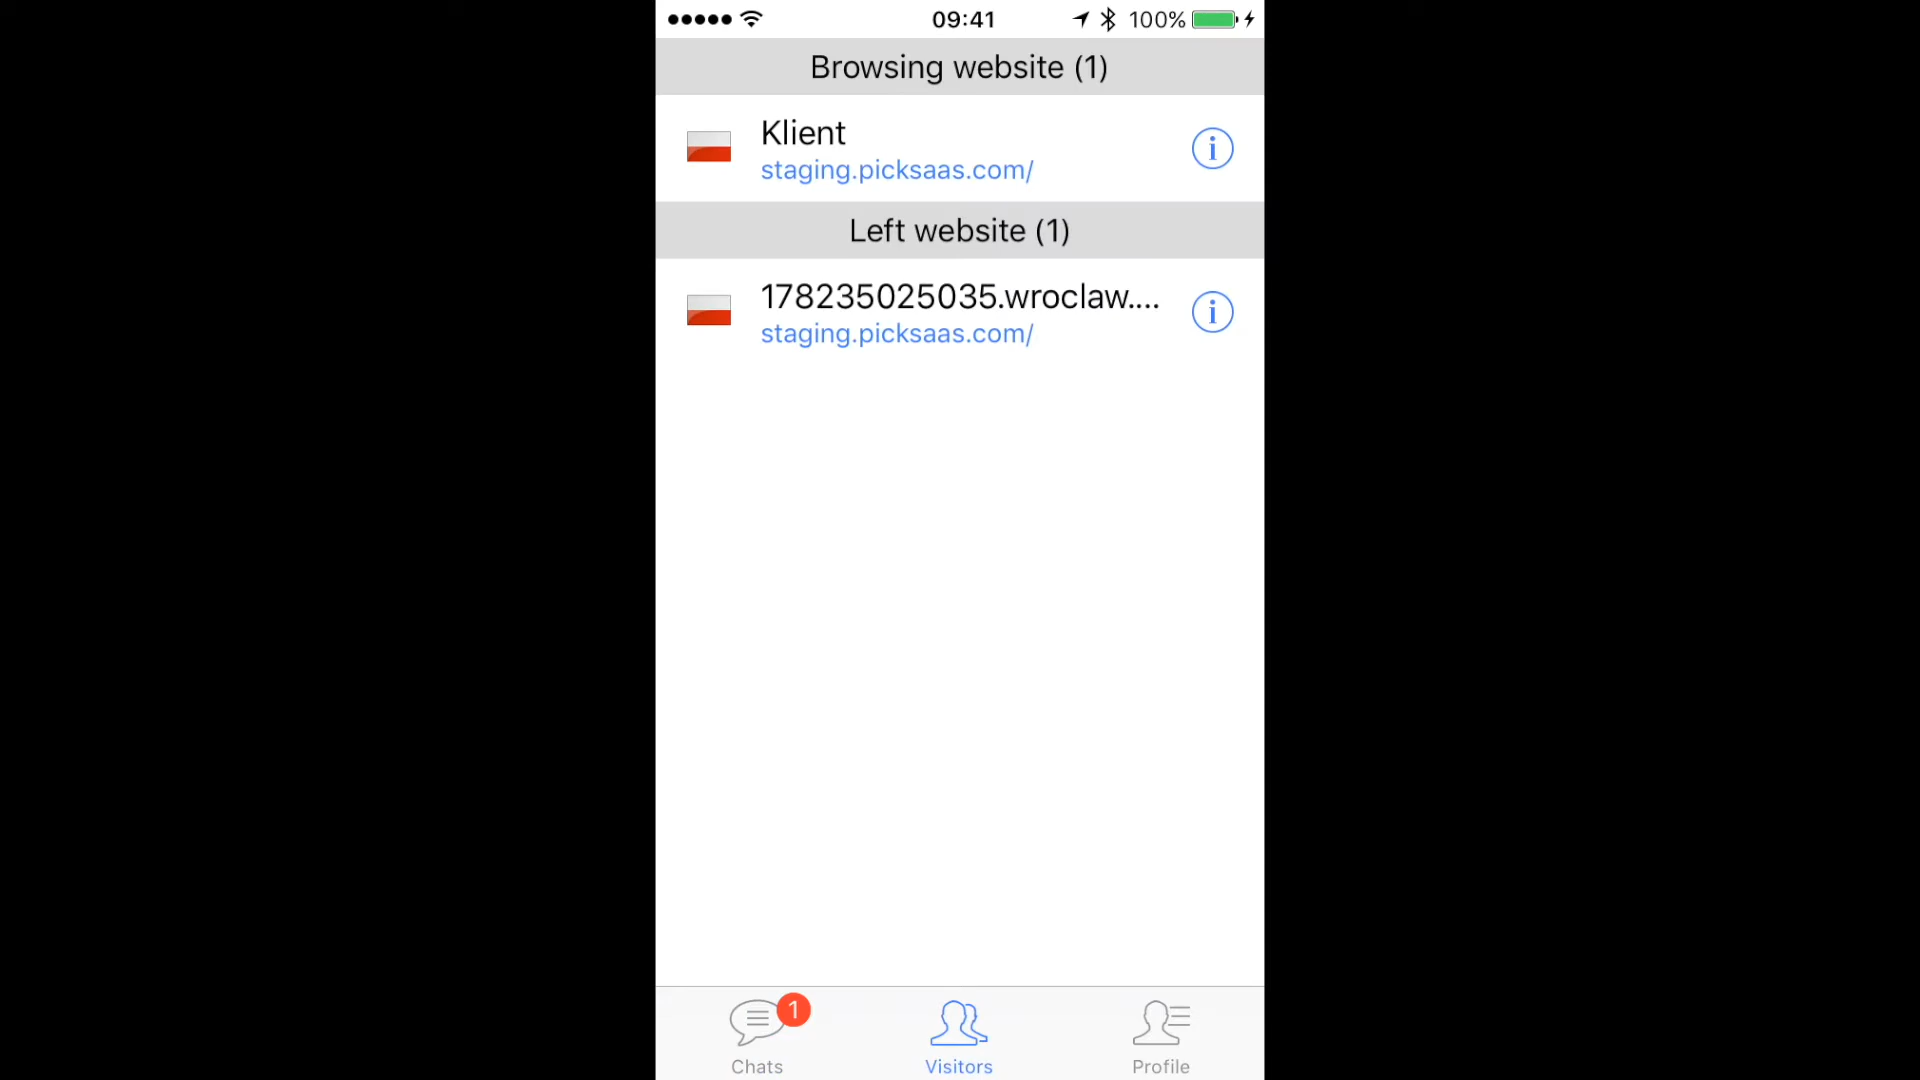 09:41 100%
Browsing website (1)
Klient
staging.picksaas.com/
Left website (1)
178235025035.wroclaw....
staging.picksaas.com/
1
Chats Visitors Profile